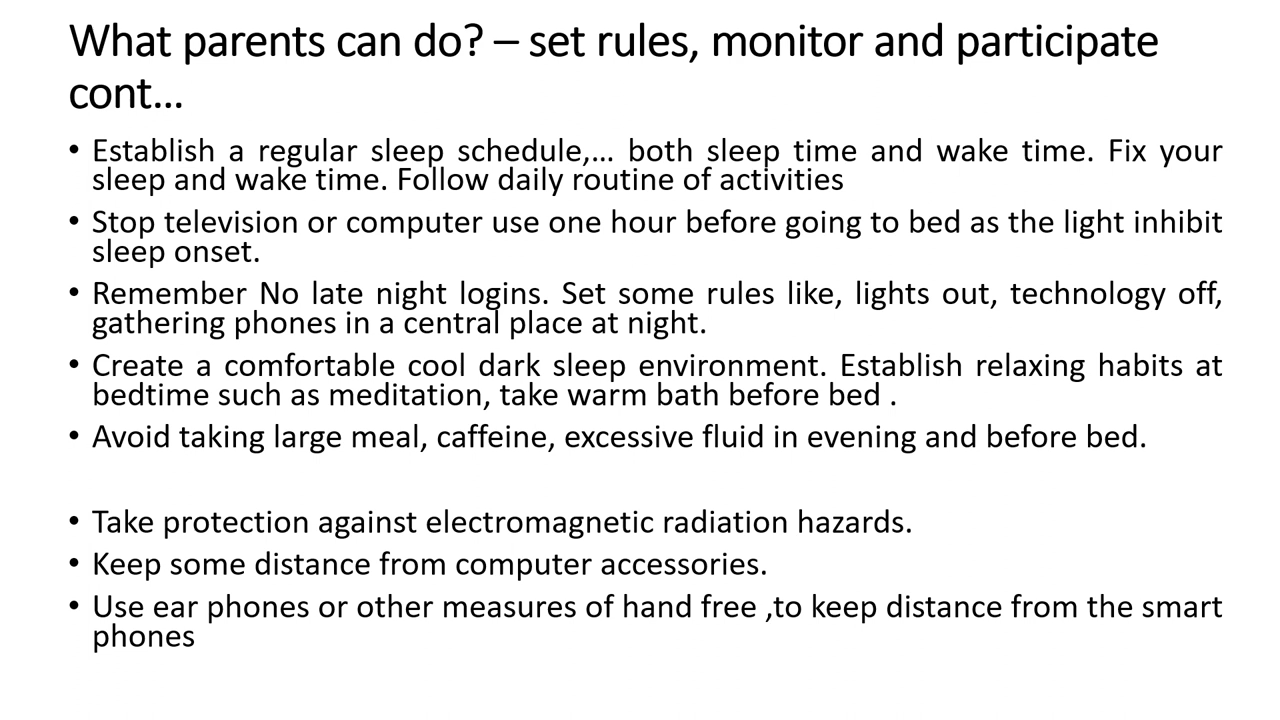 What parents can do? – set rules, monitor and participate
cont…
• Establish a regular sleep schedule,… both sleep time and wake time. Fix your
sleep and wake time. Follow daily routine of activities
• Stop television or computer use one hour before going to bed as the light inhibit
sleep onset.
• Remember No late night logins. Set some rules like, lights out, technology off,
gathering phones in a central place at night.
• Create a comfortable cool dark sleep environment. Establish relaxing habits at
bedtime such as meditation, take warm bath before bed .
• Avoid taking large meal, caffeine, excessive fluid in evening and before bed.
• Take protection against electromagnetic radiation hazards.
• Keep some distance from computer accessories.
• Use ear phones or other measures of hand free ,to keep distance from the smart
phones